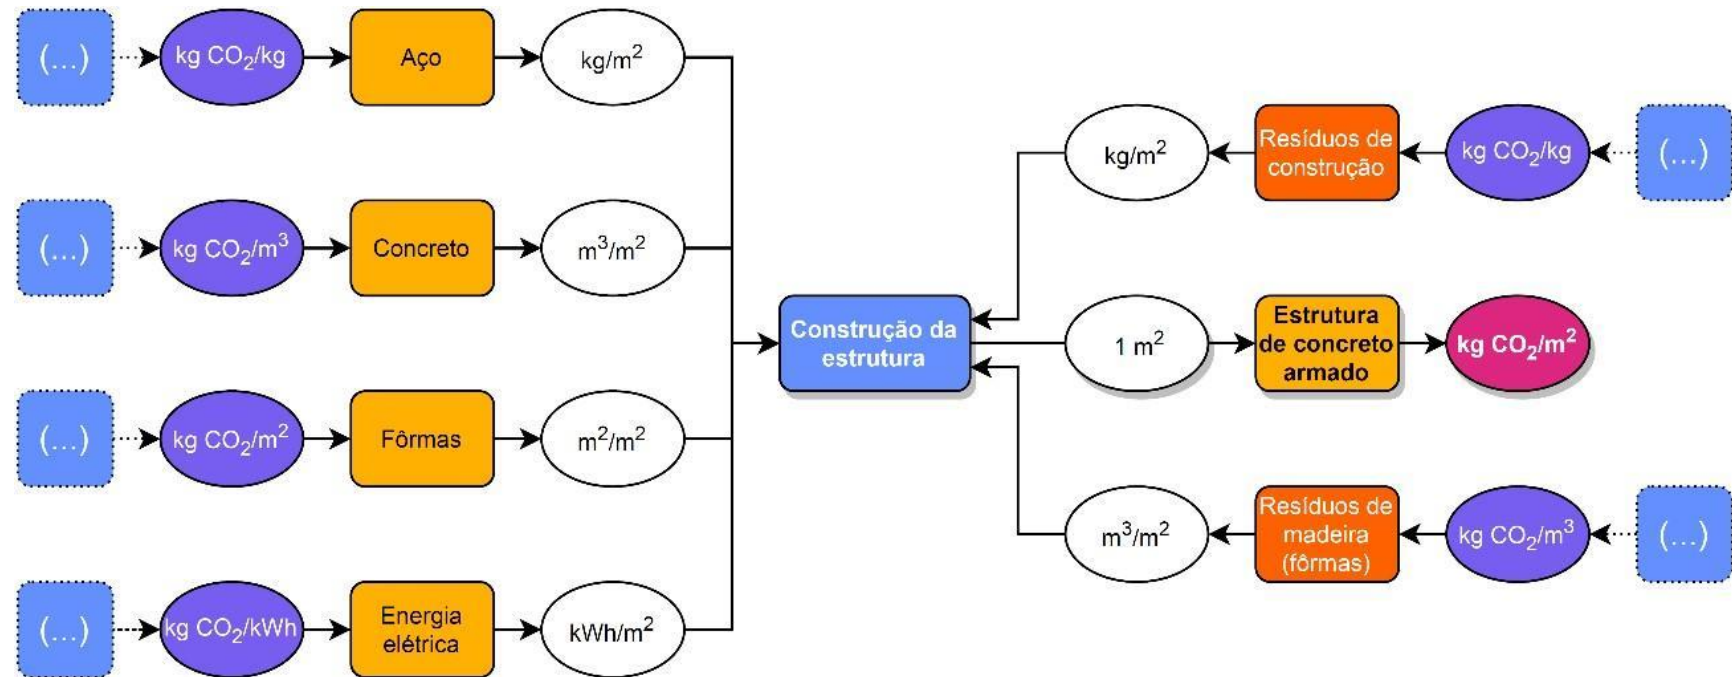 (...)
kg CO₂/kg
Aço
kg/m²
(...)
kg CO₂/m³
Concreto
m³/m²
(...)
kg CO₂/m²
Fôrmas
m²/m²
(...)
kg CO₂/kWh
Energia
elétrica
kWh/m²
Construção da
estrutura
kg/m²
Resíduos de
construção
kg CO₂/kg
(...)
1 m²
Estrutura
de concreto
armado
kg CO₂/m²
m³/m²
Resíduos de
madeira
(fôrmas)
kg CO₂/m³
(...)